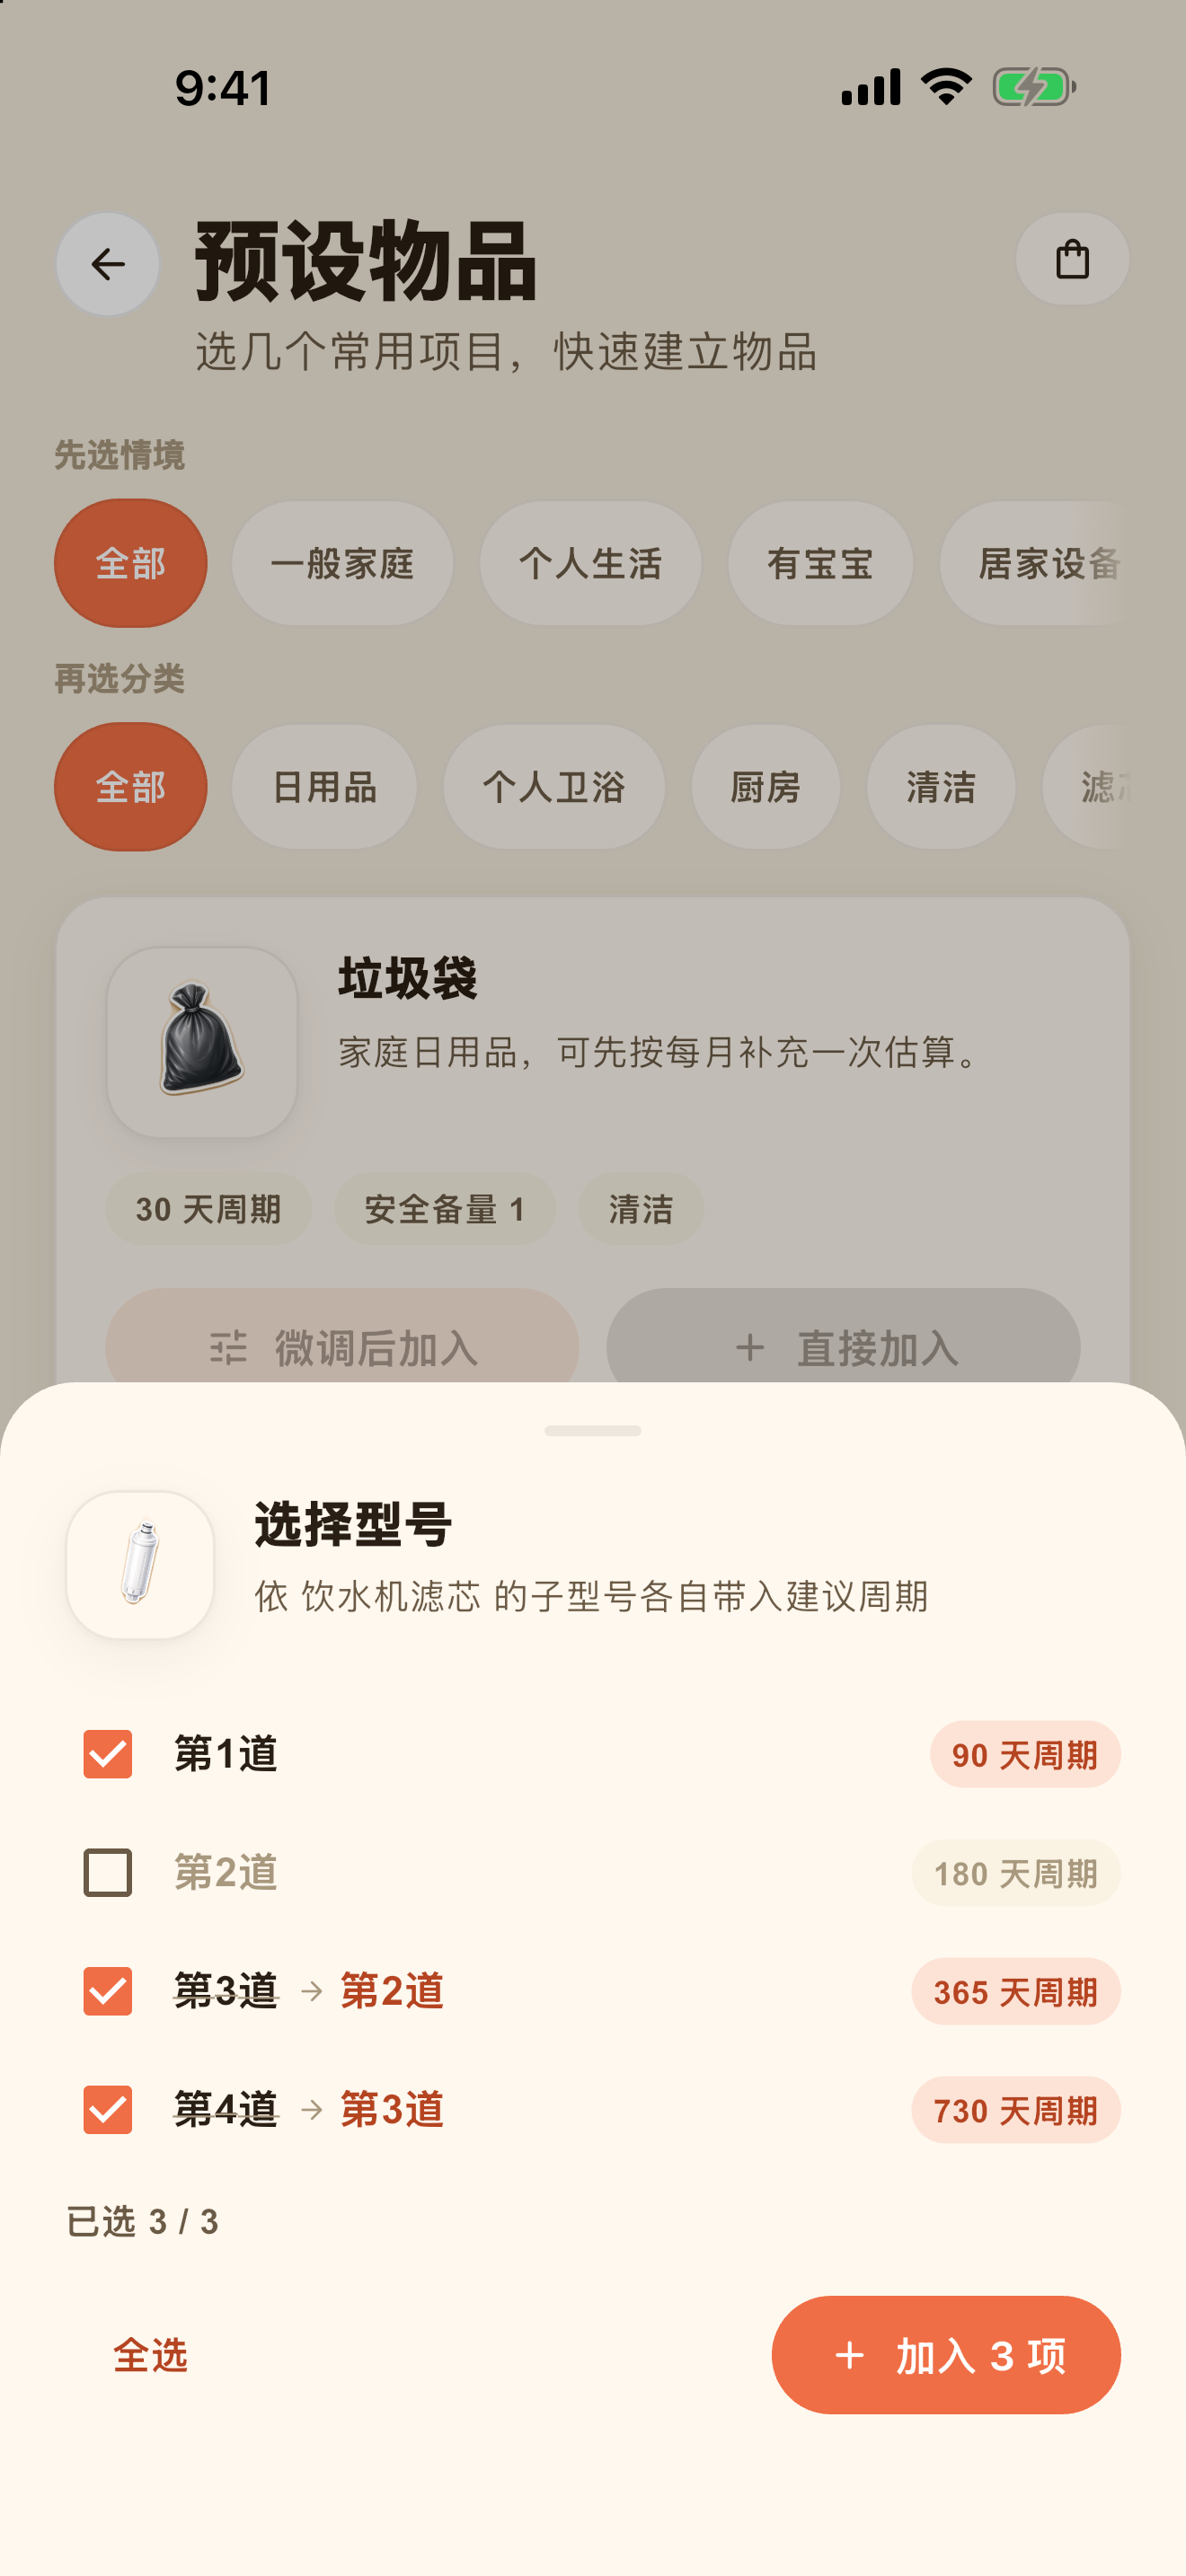 9:41
预设物品
选几个常用项目，快速建立物品
先选情境
全部 一般家庭 个人生活 有宝宝 居家设备
再选分类
全部 日用品 个人卫浴 厨房 清洁 滤
垃圾袋
家庭日用品，可先按每月补充一次估算。
30 天周期 安全备量 1 清洁
微调后加入 + 直接加入
选择型号
依 饮水机滤芯 的子型号各自带入建议周期
第1道 90 天周期
第2道 180 天周期
第3道 → 第2道 365 天周期
第4道 → 第3道 730 天周期
已选 3 / 3
全选 + 加入 3 项